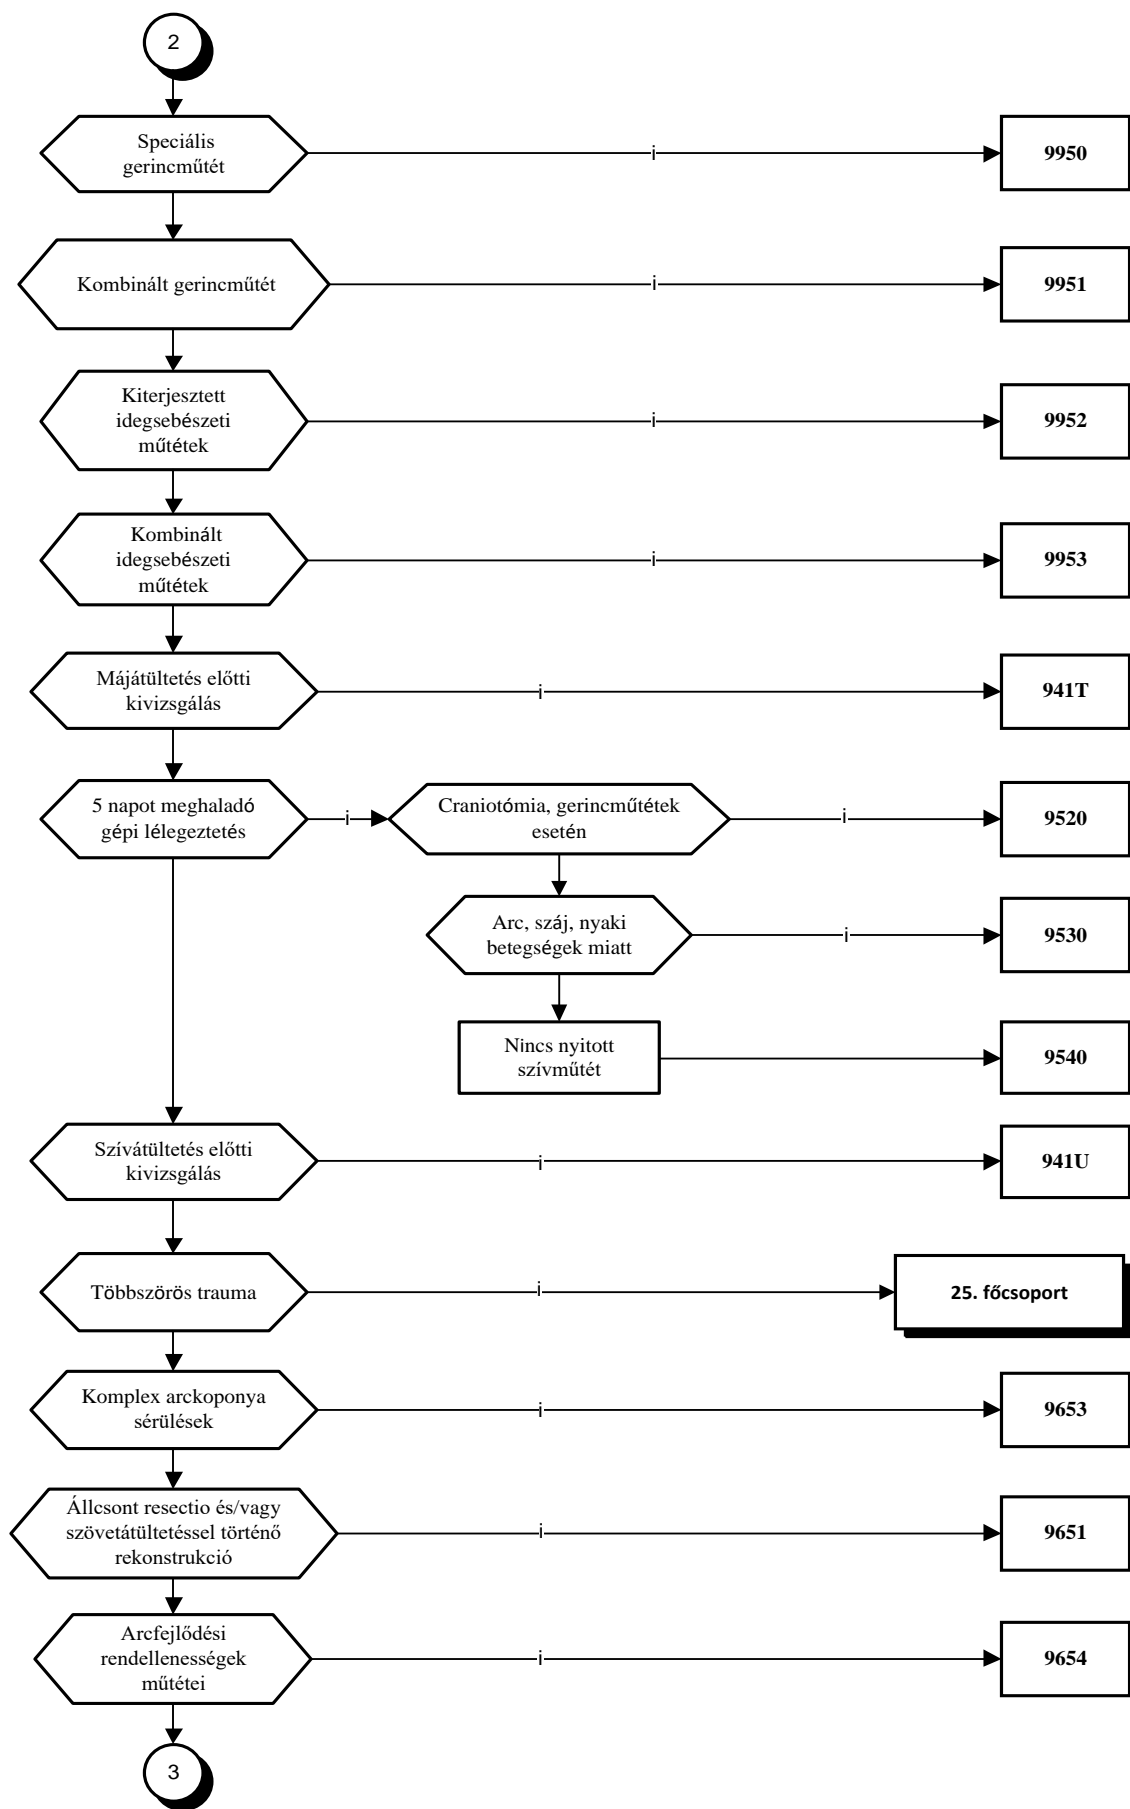 2
Speciális
gerincműtét
i
9950
Kombinált gerincműtét
i
9951
Kiterjesztett
idegsebészeti
műtétek
i
9952
Kombinált
idegsebészeti
műtétek
i
9953
Májátültetés előtti
kivizsgálás
i
941T
5 napot meghaladó
gépi lélegeztetés
i
Craniotómia, gerincműtétek
esetén
i
9520
Arc, száj, nyaki
betegségek miatt
i
9530
Nincs nyitott
szívműtét
9540
Szívátültetés előtti
kivizsgálás
i
941U
Többszörös trauma
i
25. főcsoport
Komplex arckoponya
sérülések
i
9653
Állcsont resectio és/vagy
szövetátültetéssel történő
rekonstrukció
i
9651
Arcfejlődési
rendellenességek
műtétei
i
9654
3